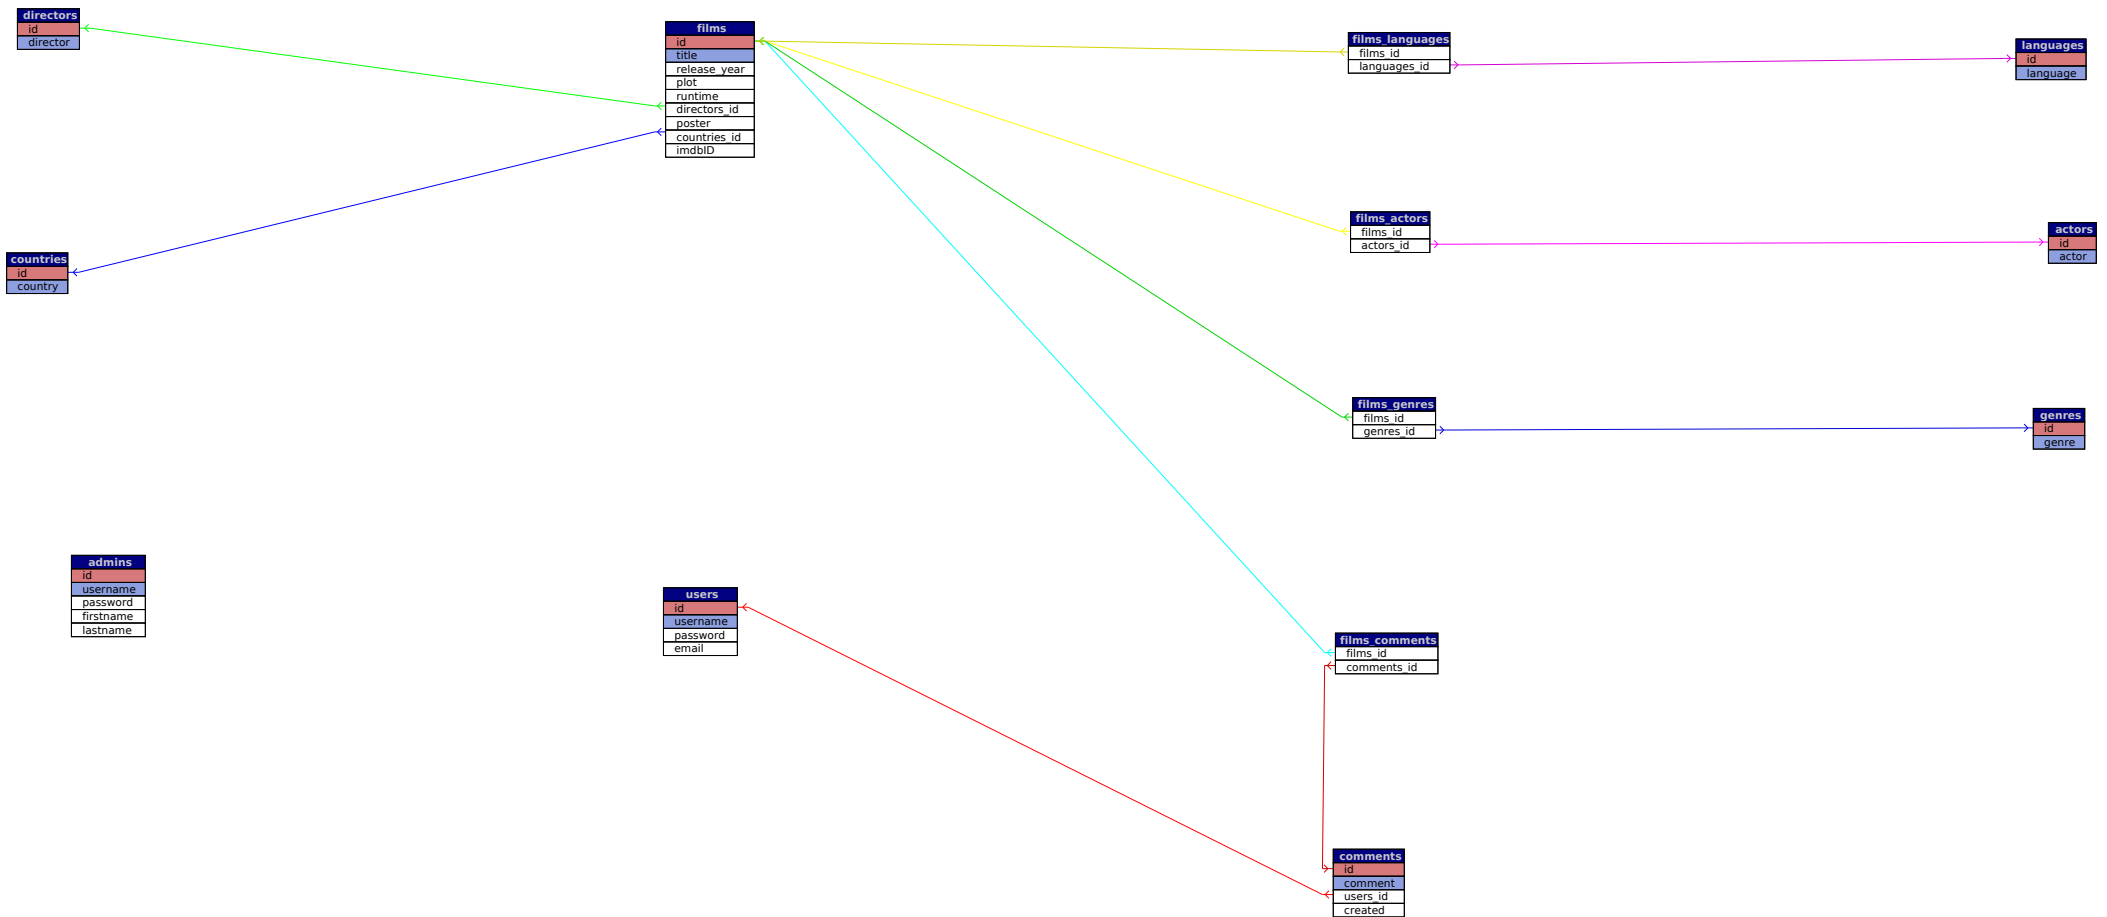 directors
id
director
films
id
title
release_year
plot
runtime
directors_id
poster
countries_id
imdbID
films_languages
films_id
languages_id
languages
id
language
films_actors
films_id
actors_id
actors
id
actor
countries
id
country
films_genres
films_id
genres_id
genres
id
genre
admins
id
username
password
firstname
lastname
users
id
username
password
email
films_comments
films_id
comments_id
comments
id
comment
users_id
created